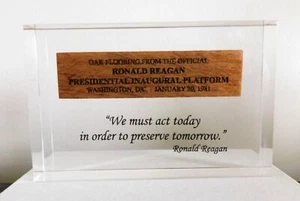 OAK FLOORING FROM THE OFFICIAL
RONALD REAGAN
PRESIDENTIAL INAUGURAL PLATFORM
WASHINGTON, DC JANUARY 20, 1981
“We must act today
in order to preserve tomorrow.”
Ronald Reagan